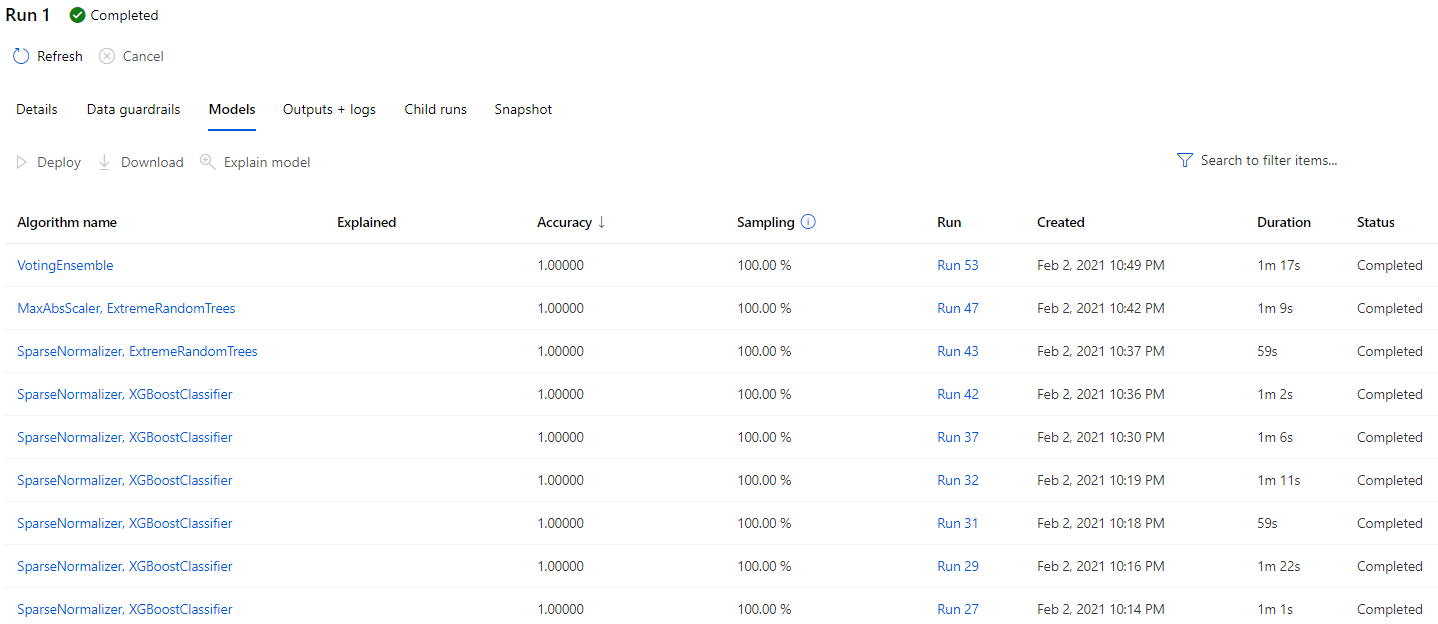 Run 1 Completed
Refresh Cancel
Details Data guardrails Models Outputs + logs Child runs Snapshot
Deploy Download Explain model Search to filter items...
Algorithm name Explained Accuracy ↓ Sampling Run Created Duration Status
VotingEnsemble 1.00000 100.00 % Run 53 Feb 2, 2021 10:49 PM 1m 17s Completed
MaxAbsScaler, ExtremeRandomTrees 1.00000 100.00 % Run 47 Feb 2, 2021 10:42 PM 1m 9s Completed
SparseNormalizer, ExtremeRandomTrees 1.00000 100.00 % Run 43 Feb 2, 2021 10:37 PM 59s Completed
SparseNormalizer, XGBoostClassifier 1.00000 100.00 % Run 42 Feb 2, 2021 10:36 PM 1m 2s Completed
SparseNormalizer, XGBoostClassifier 1.00000 100.00 % Run 37 Feb 2, 2021 10:30 PM 1m 6s Completed
SparseNormalizer, XGBoostClassifier 1.00000 100.00 % Run 32 Feb 2, 2021 10:19 PM 1m 11s Completed
SparseNormalizer, XGBoostClassifier 1.00000 100.00 % Run 31 Feb 2, 2021 10:18 PM 59s Completed
SparseNormalizer, XGBoostClassifier 1.00000 100.00 % Run 29 Feb 2, 2021 10:16 PM 1m 22s Completed
SparseNormalizer, XGBoostClassifier 1.00000 100.00 % Run 27 Feb 2, 2021 10:14 PM 1m 1s Completed